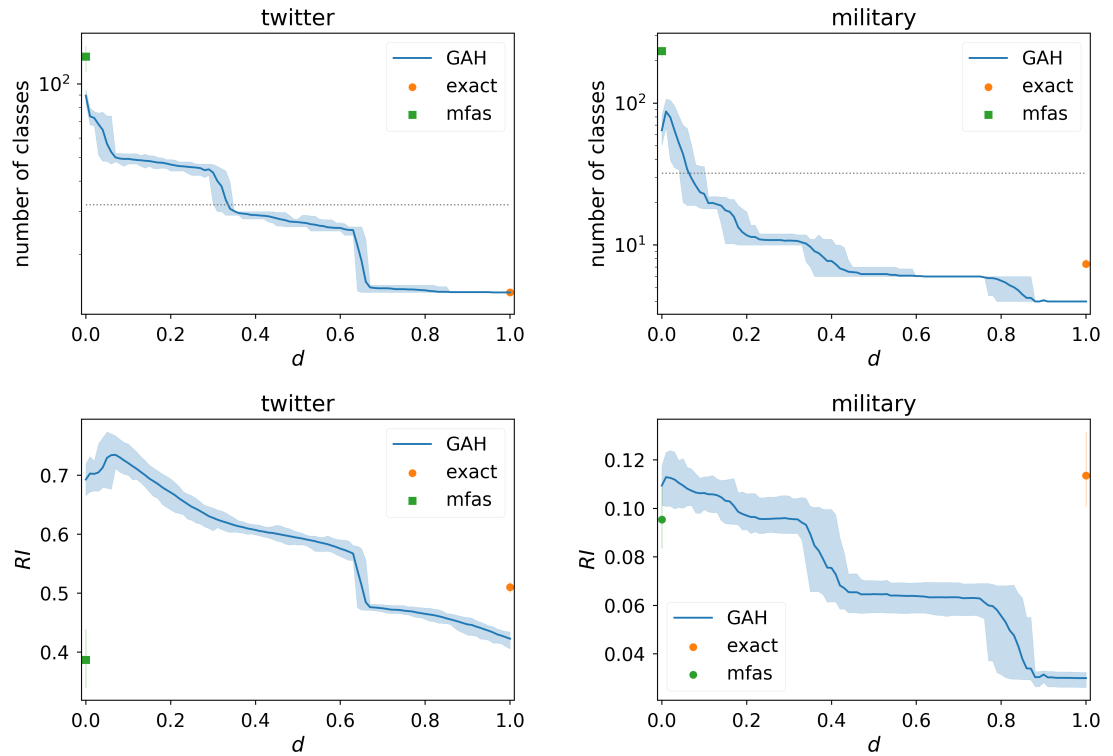 twitter
number of classes
10²
GAH
exact
mfas
0.0 0.2 0.4 0.6 0.8 1.0
d
military
number of classes
10²
10¹
GAH
exact
mfas
0.0 0.2 0.4 0.6 0.8 1.0
d
twitter
RI
0.7
0.6
0.5
0.4
GAH
exact
mfas
0.0 0.2 0.4 0.6 0.8 1.0
d
military
RI
0.12
0.10
0.08
0.06
0.04
GAH
exact
mfas
0.0 0.2 0.4 0.6 0.8 1.0
d